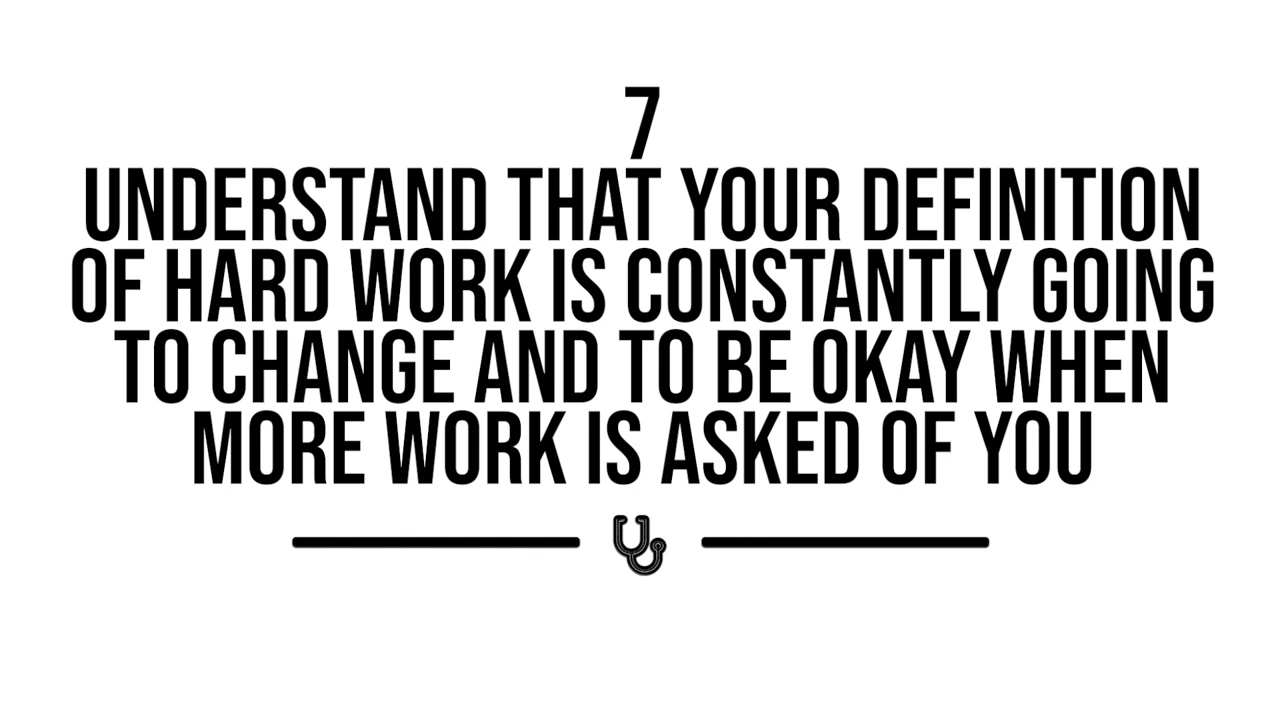 7
UNDERSTAND THAT YOUR DEFINITION
OF HARD WORK IS CONSTANTLY GOING
TO CHANGE AND TO BE OKAY WHEN
MORE WORK IS ASKED OF YOU